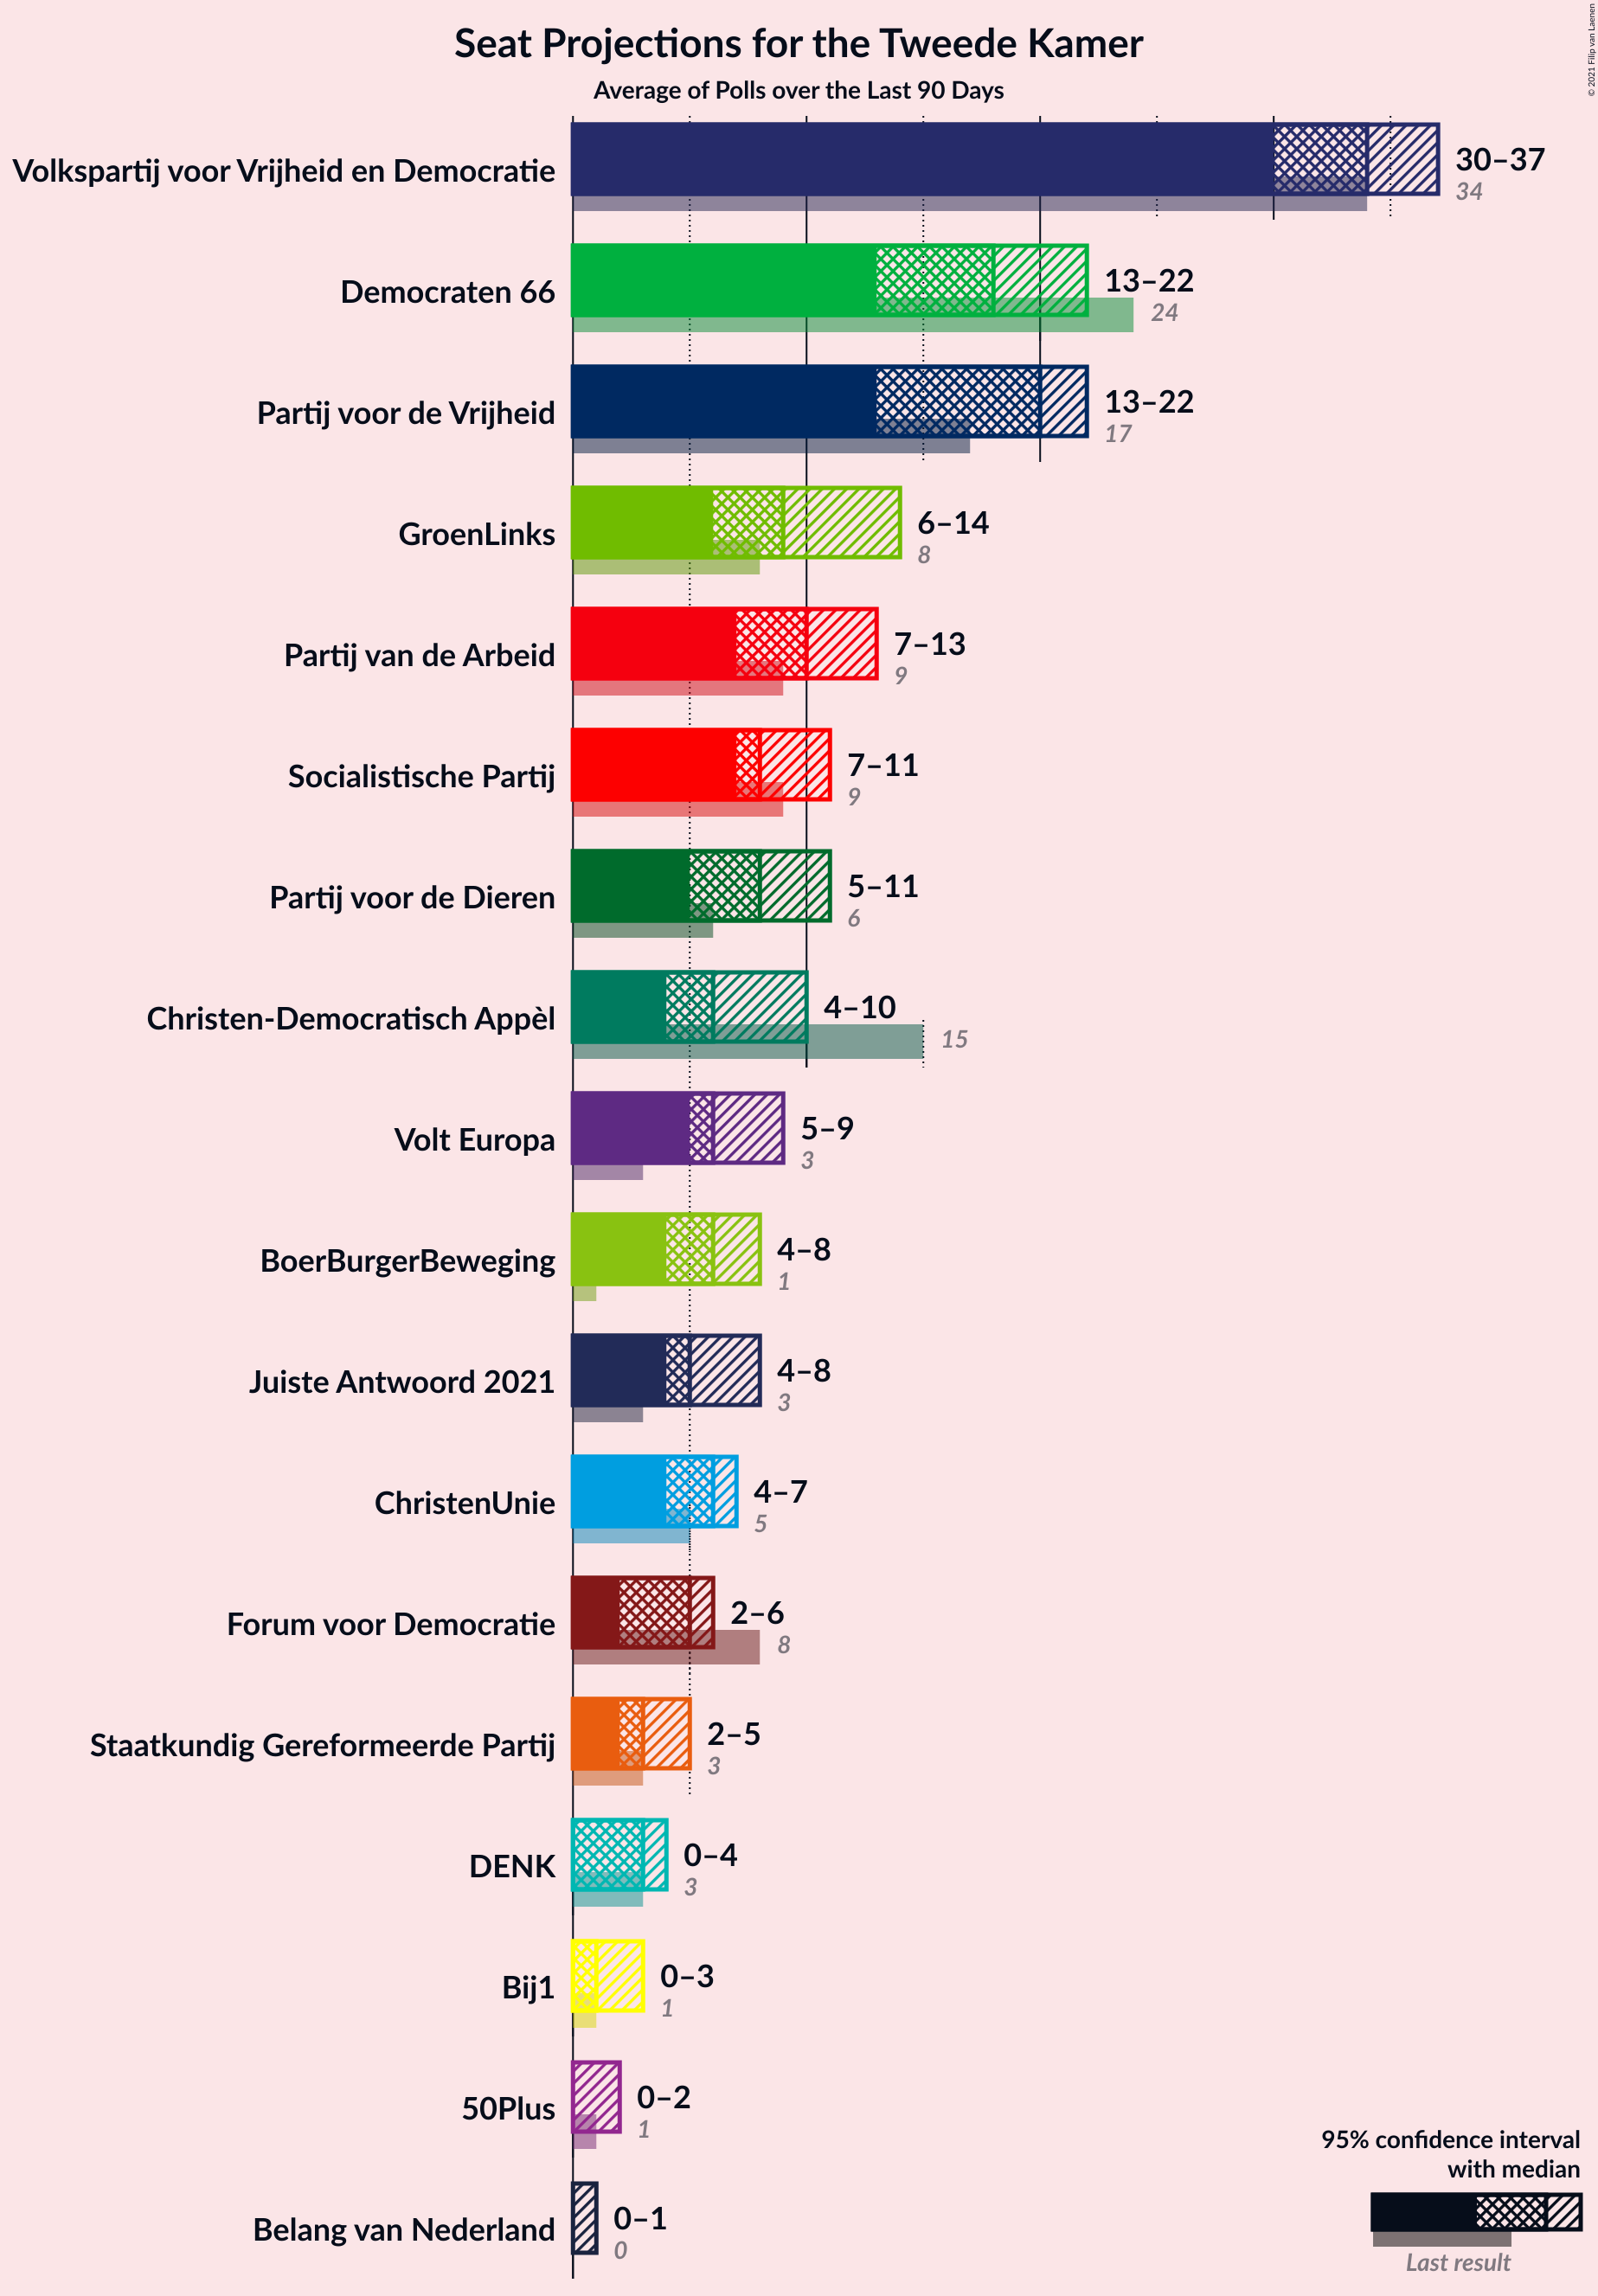 © 2021 Filip van Laenen
Seat Projections for the Tweede Kamer
Average of Polls over the Last 90 Days
Volkspartij voor Vrijheid en Democratie
30–37
34
Democraten 66
13–22
24
Partij voor de Vrijheid
13–22
17
GroenLinks
6–14
8
Partij van de Arbeid
7–13
9
Socialistische Partij
7–11
9
Partij voor de Dieren
5–11
6
Christen-Democratisch Appèl
4–10
15
Volt Europa
5–9
3
BoerBurgerBeweging
4–8
1
Juiste Antwoord 2021
4–8
3
ChristenUnie
4–7
5
Forum voor Democratie
2–6
8
Staatkundig Gereformeerde Partij
2–5
3
DENK
0–4
3
Bij1
0–3
1
50Plus
0–2
1
Belang van Nederland
0–1
0
95% confidence interval
with median
Last result